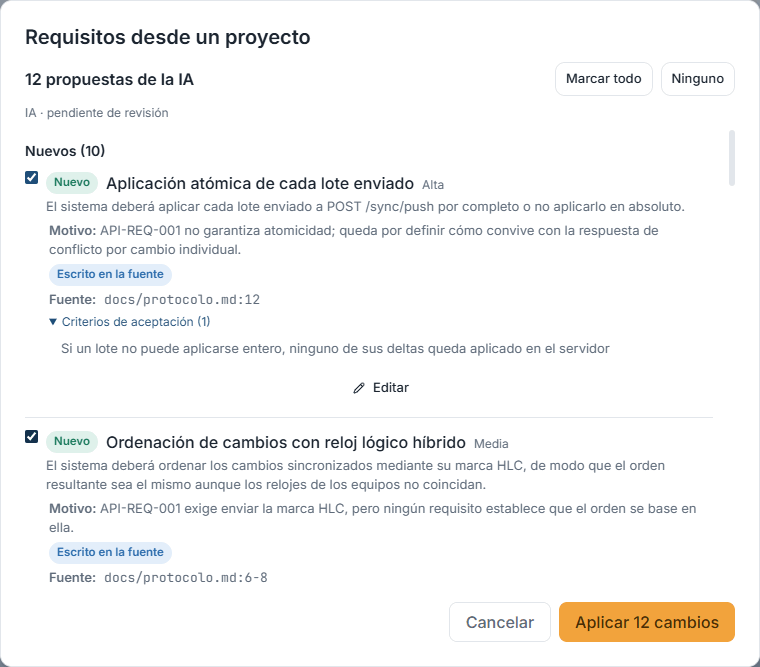 Requisitos desde un proyecto
12 propuestas de la IA
Marcar todo
Ninguno
IA · pendiente de revisión
Nuevos (10)
Nuevo Aplicación atómica de cada lote enviado Alta
El sistema deberá aplicar cada lote enviado a POST /sync/push por completo o no aplicarlo en absoluto.
Motivo: API-REQ-001 no garantiza atomicidad; queda por definir cómo convive con la respuesta de
conflicto por cambio individual.
Escrito en la fuente
Fuente: docs/protocolo.md:12
Criterios de aceptación (1)
Si un lote no puede aplicarse entero, ninguno de sus deltas queda aplicado en el servidor
Editar
Nuevo Ordenación de cambios con reloj lógico híbrido Media
El sistema deberá ordenar los cambios sincronizados mediante su marca HLC, de modo que el orden
resultante sea el mismo aunque los relojes de los equipos no coincidan.
Motivo: API-REQ-001 exige enviar la marca HLC, pero ningún requisito establece que el orden se base en
ella.
Escrito en la fuente
Fuente: docs/protocolo.md:6-8
Cancelar
Aplicar 12 cambios